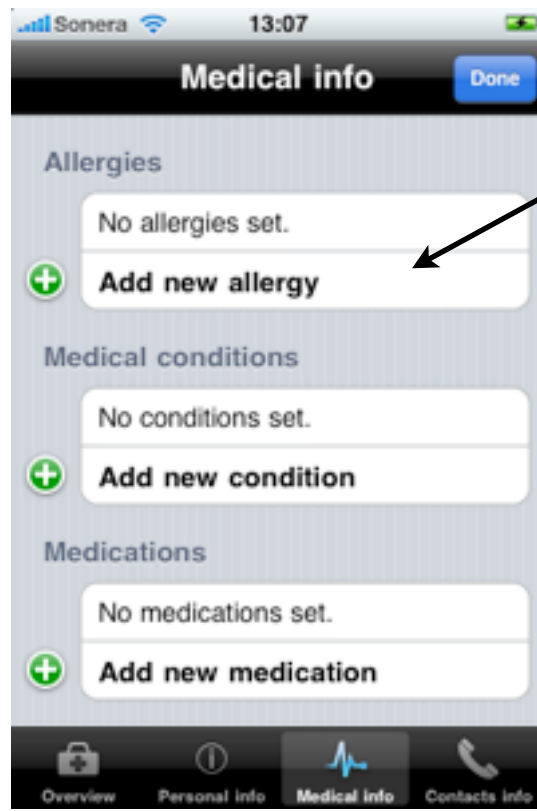 Sonera 13:07
Medical info Done
Allergies
No allergies set.
Add new allergy
Medical conditions
No conditions set.
Add new condition
Medications
No medications set.
Add new medication
Overview Personal info Medical info Contacts info